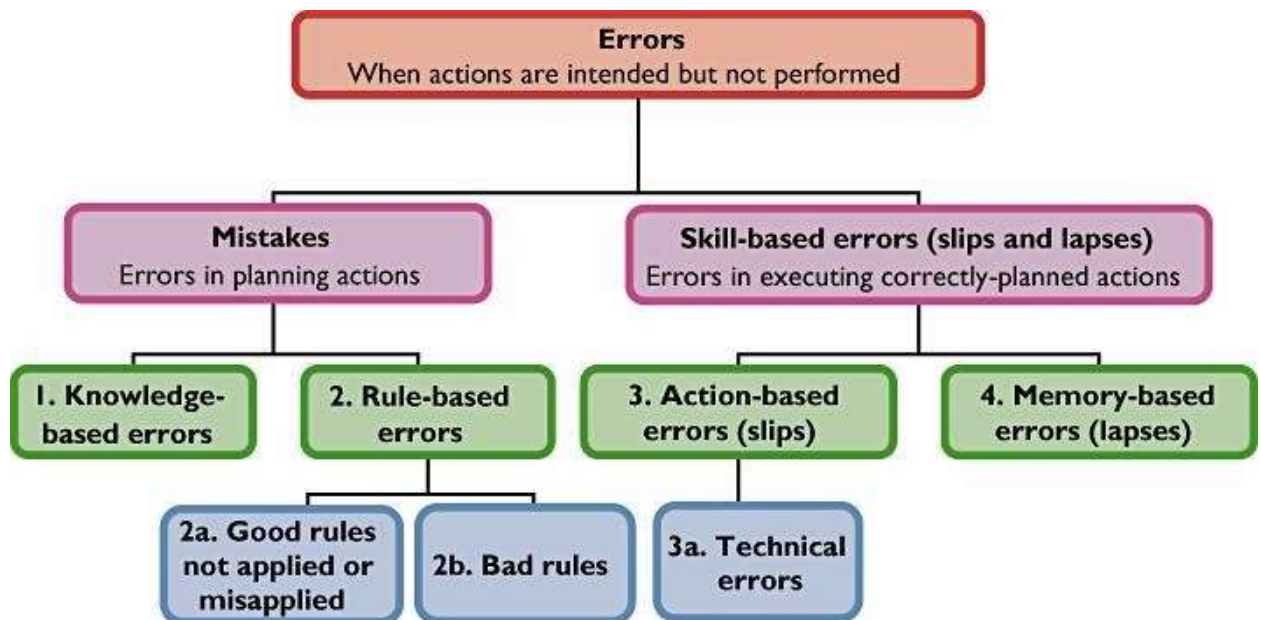 Errors
When actions are intended but not performed
Mistakes
Errors in planning actions
Skill-based errors (slips and lapses)
Errors in executing correctly-planned actions
1. Knowledge-
based errors
2. Rule-based
errors
3. Action-based
errors (slips)
4. Memory-based
errors (lapses)
2a. Good rules
not applied or
misapplied
2b. Bad rules
3a. Technical
errors